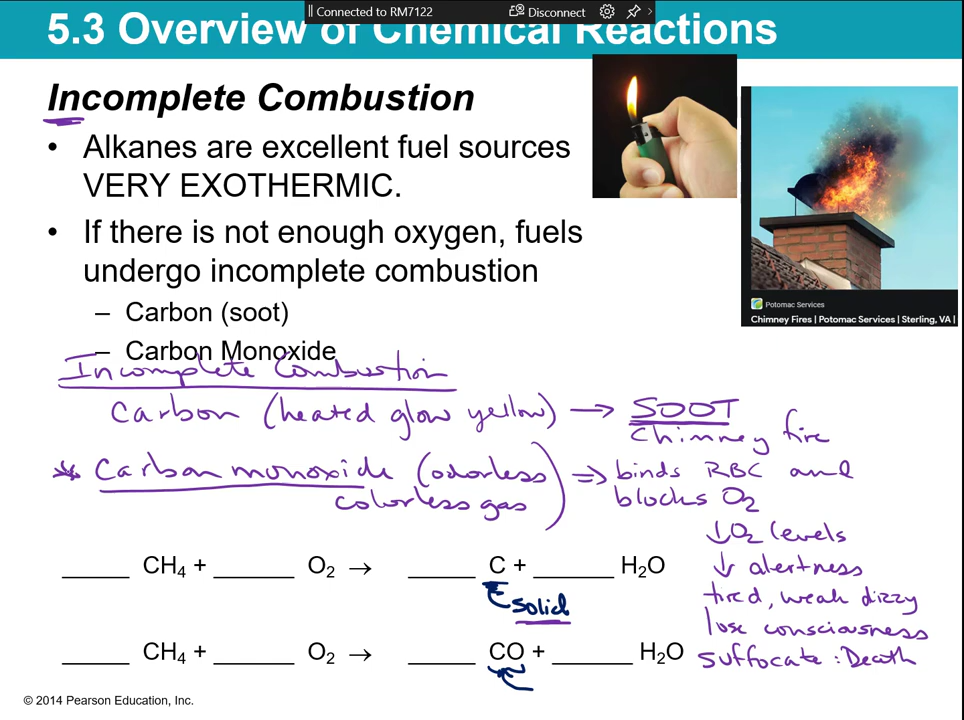 Connected to RM7122 Disconnect
5.3 Overview of Chemical Reactions
Incomplete Combustion
• Alkanes are excellent fuel sources
VERY EXOTHERMIC.
• If there is not enough oxygen, fuels
undergo incomplete combustion
– Carbon (soot)
– Carbon Monoxide
Potomac Services
Chimney Fires | Potomac Services | Sterling, VA |
Incomplete Combustion
Carbon (heated glow yellow) → SOOT
Chimney fire
* Carbon monoxide (odorless ⇒ binds RBC and
colorless gas) blocks O₂
↓O₂ levels
↓ alertness
tired, weak dizzy
lose consciousness
suffocate : Death
_____ CH₄ + ______ O₂ → _____ C + ______ H₂O
solid
_____ CH₄ + ______ O₂ → _____ CO + ______ H₂O
© 2014 Pearson Education, Inc.